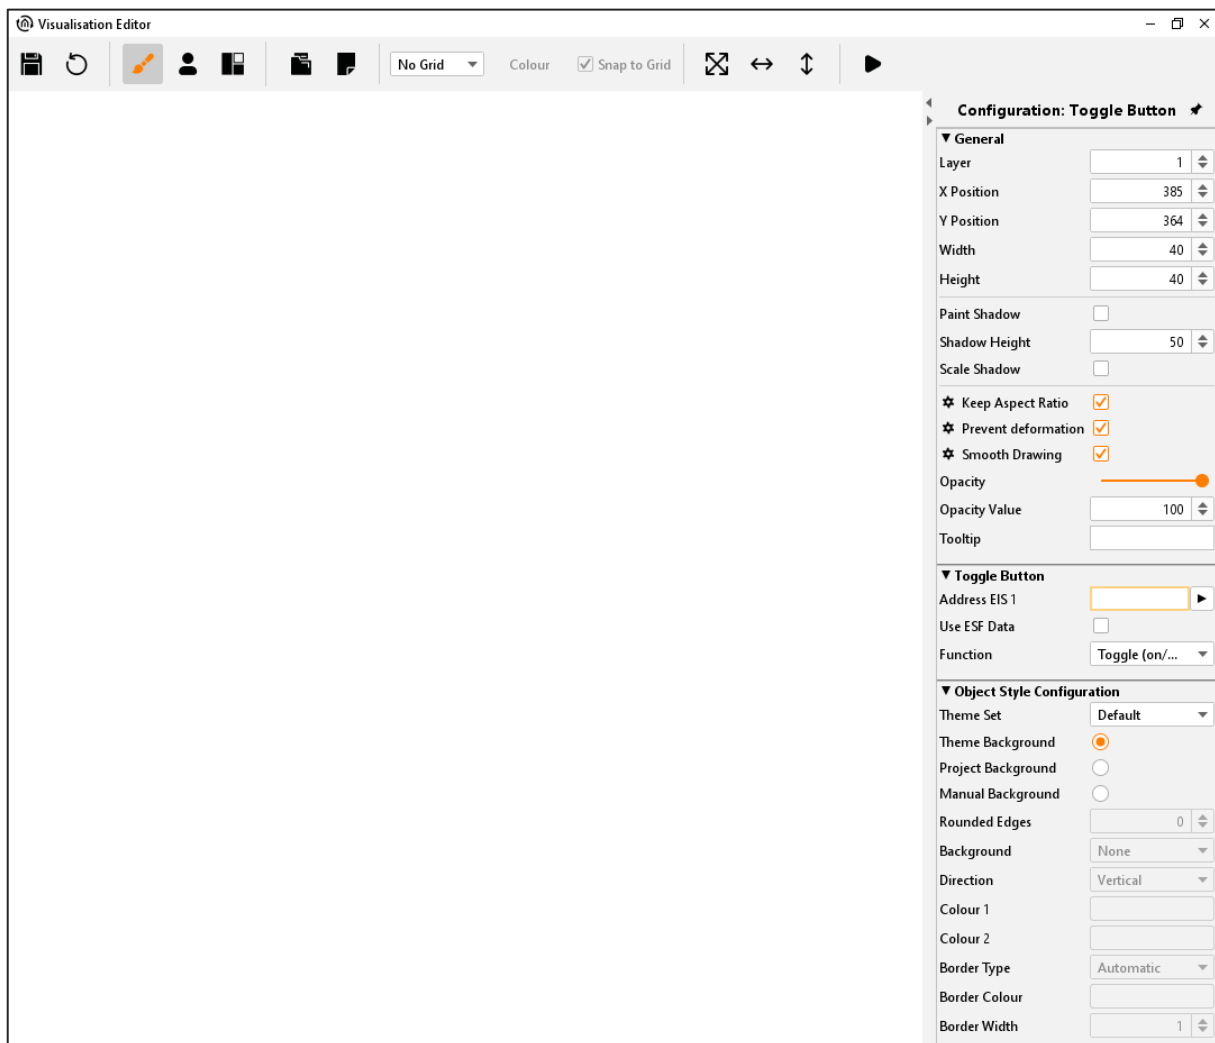 Visualisation Editor
No Grid Colour Snap to Grid
Configuration: Toggle Button
General
Layer 1
X Position 385
Y Position 364
Width 40
Height 40
Paint Shadow
Shadow Height 50
Scale Shadow
Keep Aspect Ratio
Prevent deformation
Smooth Drawing
Opacity
Opacity Value 100
Tooltip
Toggle Button
Address EIS 1
Use ESF Data
Function Toggle (on/...
Object Style Configuration
Theme Set Default
Theme Background
Project Background
Manual Background
Rounded Edges 0
Background None
Direction Vertical
Colour 1
Colour 2
Border Type Automatic
Border Colour
Border Width 1